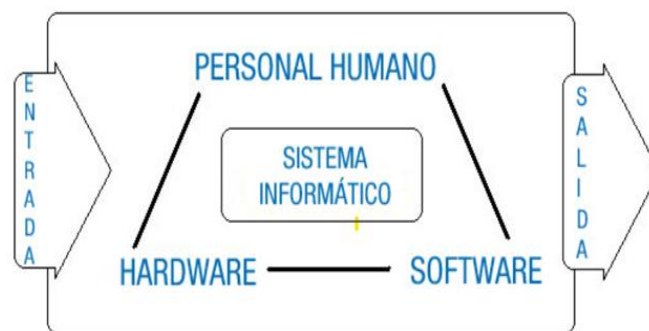 ENTRADA
PERSONAL HUMANO
SISTEMA
INFORMÁTICO
HARDWARE
SOFTWARE
SALIDA